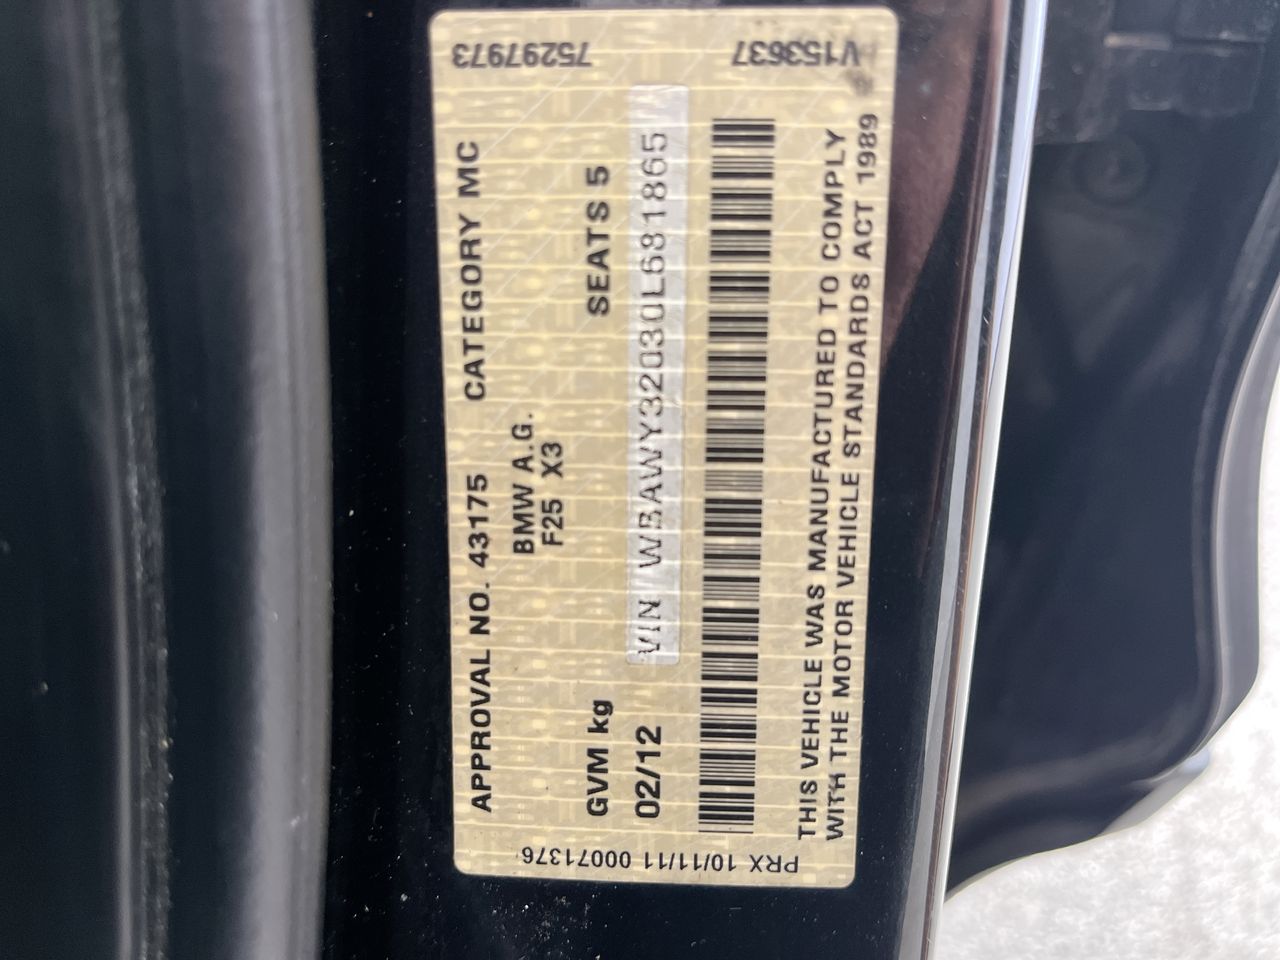 APPROVAL NO. 43175 CATEGORY MC
BMW A.G.
F25 X3
GVM kg SEATS 5
02/12 VIN WBAWY32030L681865
THIS VEHICLE WAS MANUFACTURED TO COMPLY
WITH THE MOTOR VEHICLE STANDARDS ACT 1989
75297973
V153637
PRX 10/11/11 00071376